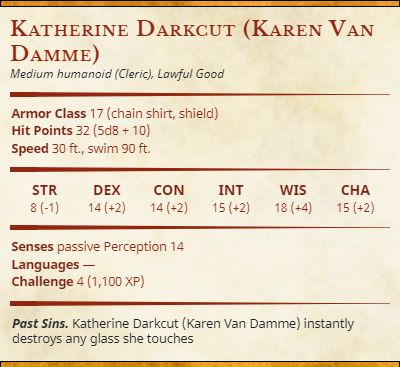 Katherine Darkcut (Karen Van
Damme)
Medium humanoid (Cleric), Lawful Good
Armor Class 17 (chain shirt, shield)
Hit Points 32 (5d8 + 10)
Speed 30 ft., swim 90 ft.
STR DEX CON INT WIS CHA
8 (-1) 14 (+2) 14 (+2) 15 (+2) 18 (+4) 15 (+2)
Senses passive Perception 14
Languages —
Challenge 4 (1,100 XP)
Past Sins. Katherine Darkcut (Karen Van Damme) instantly
destroys any glass she touches